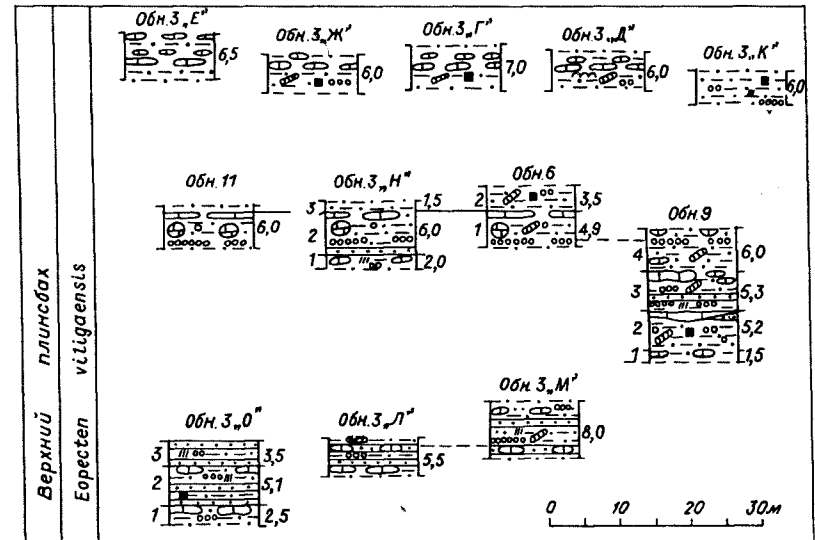 Обн.3„Е”
6,5
Обн.3„Ж”
6,0
Обн.3„Г”
7,0
Обн.3„Д”
6,0
Обн.3„К”
6,0
Обн.11
6,0
Обн.3„Н”
3
1,5
2
6,0
1
2,0
Обн.6
2
3,5
1
4,9
Обн.9
4
6,0
3
5,3
2
5,2
1
1,5
Обн.3„О”
3
3,5
2
5,1
1
2,5
Обн.3„Л”
5,5
Обн.3„М”
8,0
Верхний плинсбах
Eopecten viligaensis
0 10 20 30м